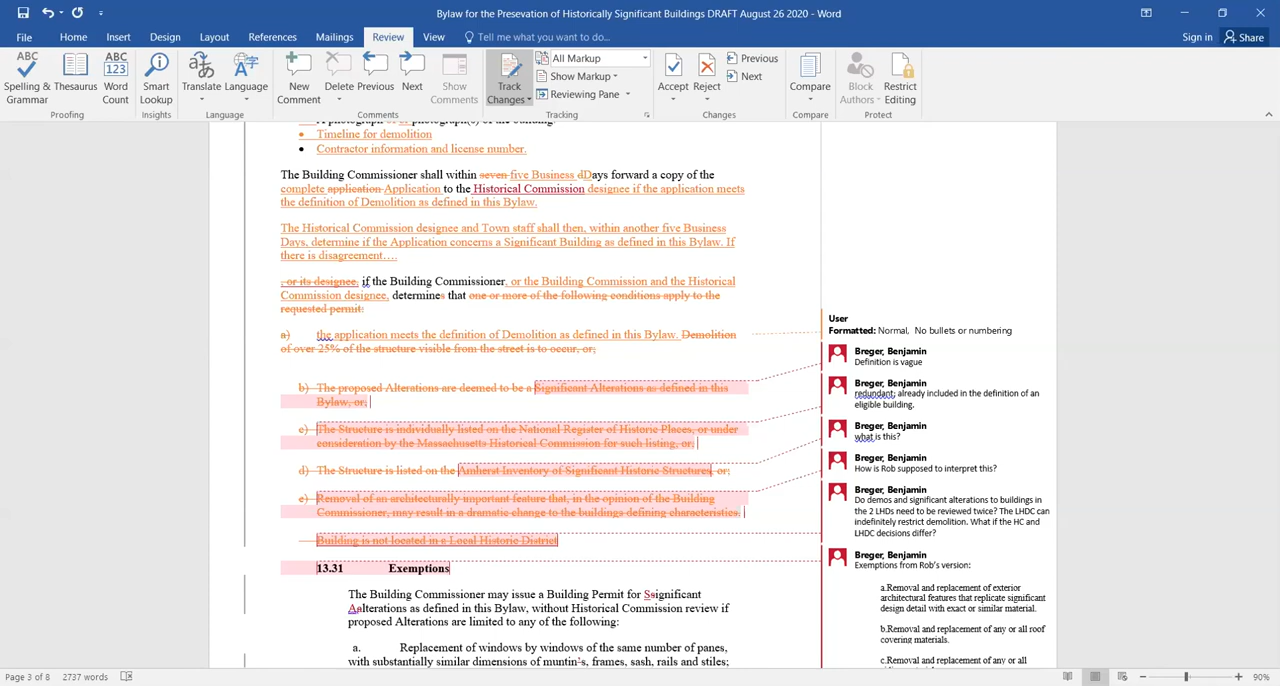 Bylaw for the Presevation of Historically Significant Buildings DRAFT August 26 2020 - Word
File Home Insert Design Layout References Mailings Review View Tell me what you want to do... Sign in Share
ABC Spelling & Grammar
Thesaurus
ABC 123 Word Count
Smart Lookup
Translate
Language
New Comment
Delete
Previous
Next
Show Comments
Track Changes
All Markup
Show Markup
Reviewing Pane
Accept
Reject
Previous
Next
Compare
Block Authors
Restrict Editing
Proofing Insights Language Comments Tracking Changes Compare Protect
photograph(s) of the building.
• Timeline for demolition
• Contractor information and license number.
The Building Commissioner shall within seven five Business dDays forward a copy of the
complete application Application to the Historical Commission designee if the application meets
the definition of Demolition as defined in this Bylaw.
The Historical Commission designee and Town staff shall then, within another five Business
Days, determine if the Application concerns a Significant Building as defined in this Bylaw. If
there is disagreement….
, or its designee, if the Building Commissioner, or the Building Commission and the Historical
Commission designee, determines that one or more of the following conditions apply to the
requested permit:
a) the application meets the definition of Demolition as defined in this Bylaw. Demolition
of over 25% of the structure visible from the street is to occur, or;
b) The proposed Alterations are deemed to be a Significant Alterations as defined in this
Bylaw, or,
c) The Structure is individually listed on the National Register of Historic Places, or under
consideration by the Massachusetts Historical Commission for such listing, or,
d) The Structure is listed on the Amherst Inventory of Significant Historic Structures, or;
e) Removal of an architecturally important feature that, in the opinion of the Building
Commissioner, may result in a dramatic change to the buildings defining characteristics.
Building is not located in a Local Historic District
13.31 Exemptions
The Building Commissioner may issue a Building Permit for Ssignificant
Aalterations as defined in this Bylaw, without Historical Commission review if
proposed Alterations are limited to any of the following:
a. Replacement of windows by windows of the same number of panes,
with substantially similar dimensions of muntin's, frames, sash, rails and stiles;
User
Formatted: Normal, No bullets or numbering
Breger, Benjamin
Definition is vague
Breger, Benjamin
redundant; already included in the definition of an
eligible building.
Breger, Benjamin
what is this?
Breger, Benjamin
How is Rob supposed to interpret this?
Breger, Benjamin
Do demos and significant alterations to buildings in
the 2 LHDs need to be reviewed twice? The LHDC can
indefinitely restrict demolition. What if the HC and
LHDC decisions differ?
Breger, Benjamin
Exemptions from Rob's version:
a.Removal and replacement of exterior
architectural features that replicate significant
design detail with exact or similar material.
b.Removal and replacement of any or all roof
covering materials.
c.Removal and replacement of any or all
Page 3 of 8 2737 words 90%